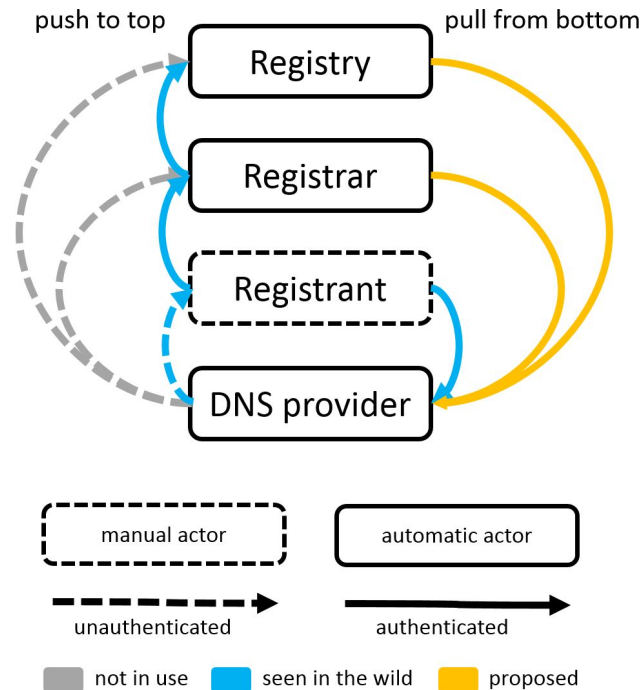 push to top
pull from bottom
Registry
Registrar
Registrant
DNS provider
manual actor
automatic actor
unauthenticated
authenticated
not in use
seen in the wild
proposed